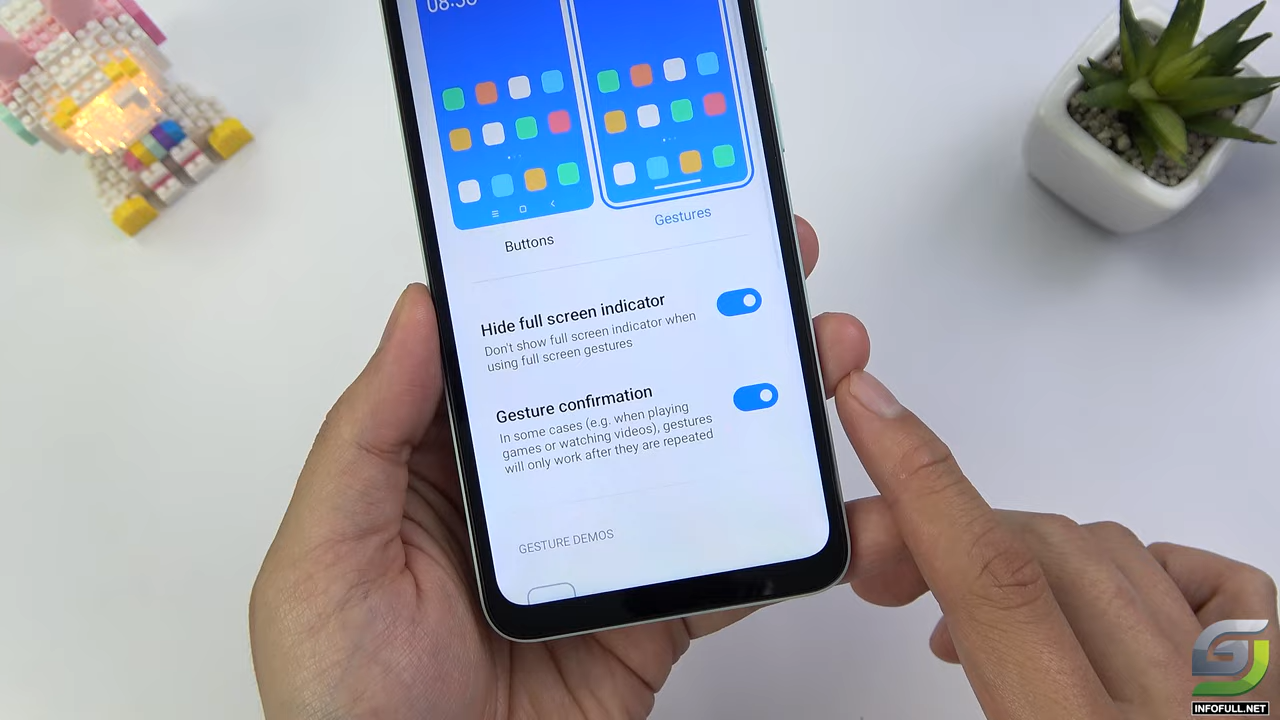 08:36
Buttons
Gestures
Hide full screen indicator
Don't show full screen indicator when
using full screen gestures
Gesture confirmation
In some cases (e.g. when playing
games or watching videos), gestures
will only work after they are repeated
GESTURE DEMOS
INFOFULL.NET